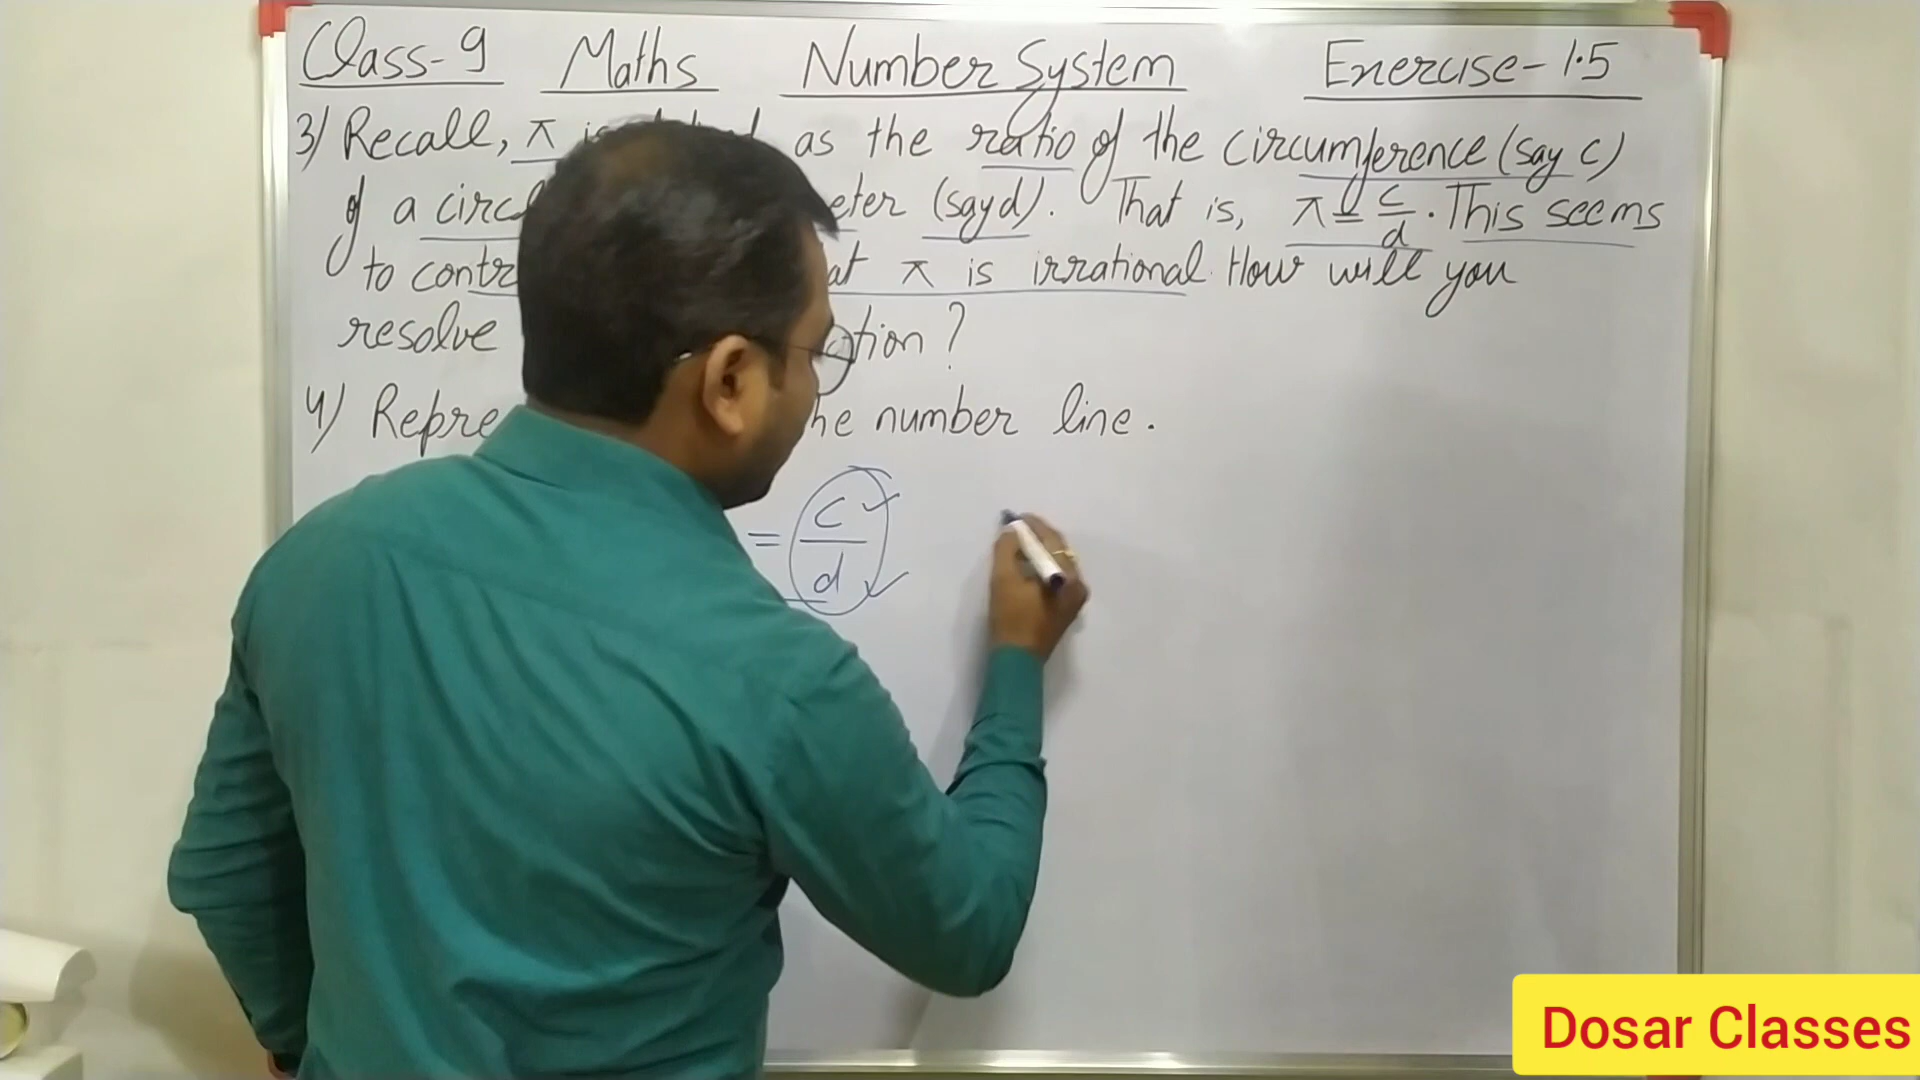 Class-9 Maths Number System Exercise-1.5
3) Recall, π is as the ratio of the circumference (say c)
of a circ eter (say d). That is, π = c/d. This seems
to contr at π is irrational. How will you
resolve tion ?
4) Repre he number line.
= c/d
Dosar Classes